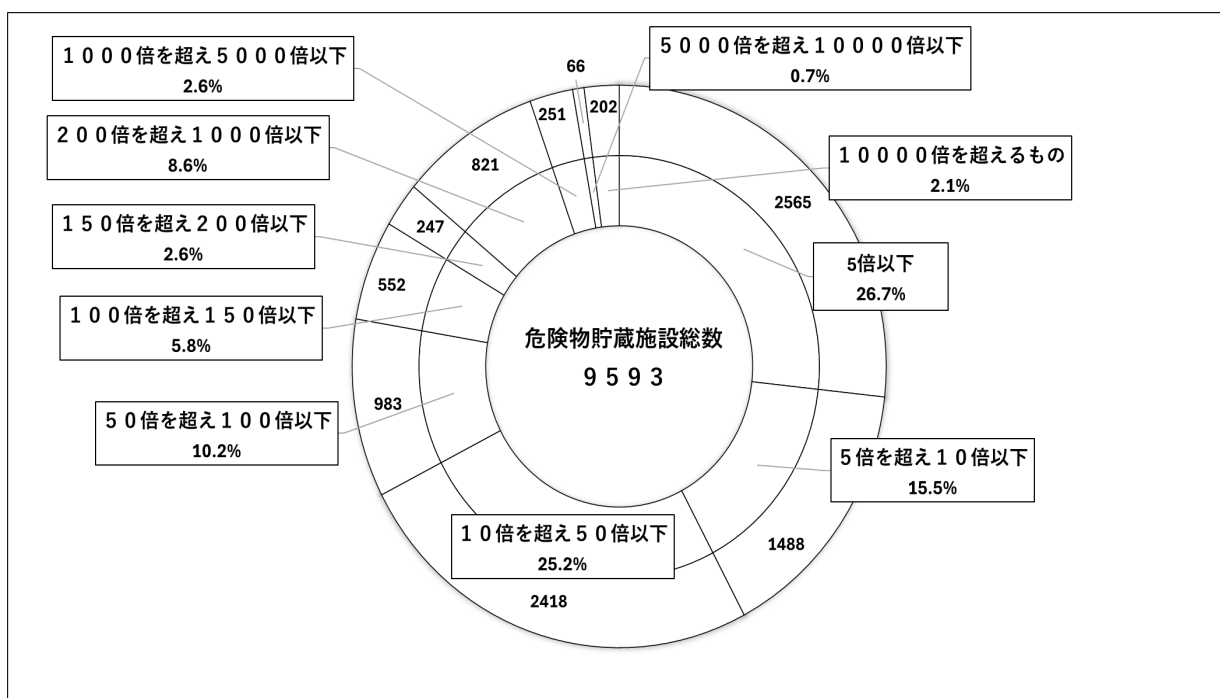 １０００倍を超え５０００倍以下
2.6%
２００倍を超え１０００倍以下
8.6%
１５０倍を超え２００倍以下
2.6%
１００倍を超え１５０倍以下
5.8%
５０倍を超え１００倍以下
10.2%
５０００倍を超え１００００倍以下
0.7%
１００００倍を超えるもの
2.1%
5倍以下
26.7%
５倍を超え１０倍以下
15.5%
１０倍を超え５０倍以下
25.2%
66
202
251
821
247
552
983
2418
1488
2565
危険物貯蔵施設総数
９５９３